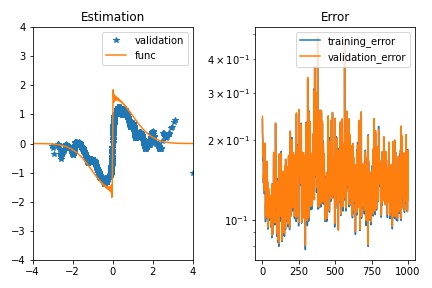 Estimation
4
3
2
1
0
−1
−2
−3
−4
−4
−2
0
2
4
validation
func
Error
4 × 10⁻¹
3 × 10⁻¹
2 × 10⁻¹
10⁻¹
0
250
500
750
1000
training_error
validation_error